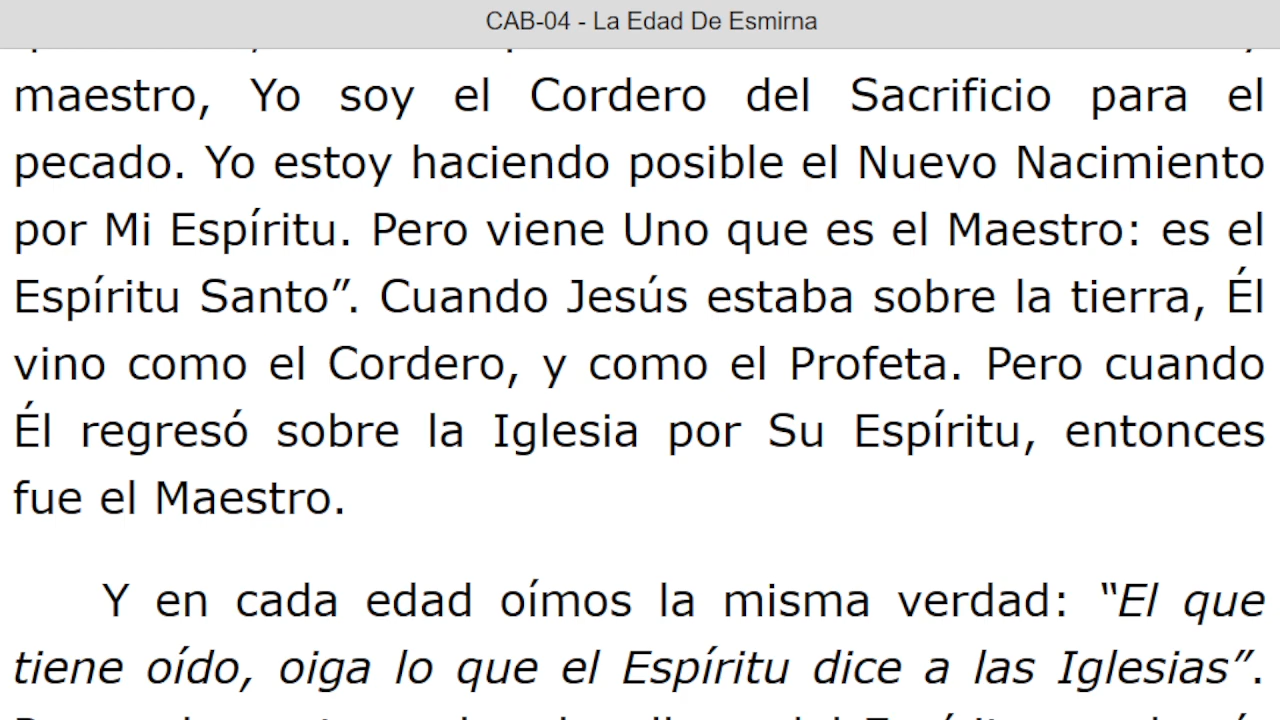 CAB-04 - La Edad De Esmirna
maestro, Yo soy el Cordero del Sacrificio para el
pecado. Yo estoy haciendo posible el Nuevo Nacimiento
por Mi Espíritu. Pero viene Uno que es el Maestro: es el
Espíritu Santo”. Cuando Jesús estaba sobre la tierra, Él
vino como el Cordero, y como el Profeta. Pero cuando
Él regresó sobre la Iglesia por Su Espíritu, entonces
fue el Maestro.
Y en cada edad oímos la misma verdad: “El que
tiene oído, oiga lo que el Espíritu dice a las Iglesias”.